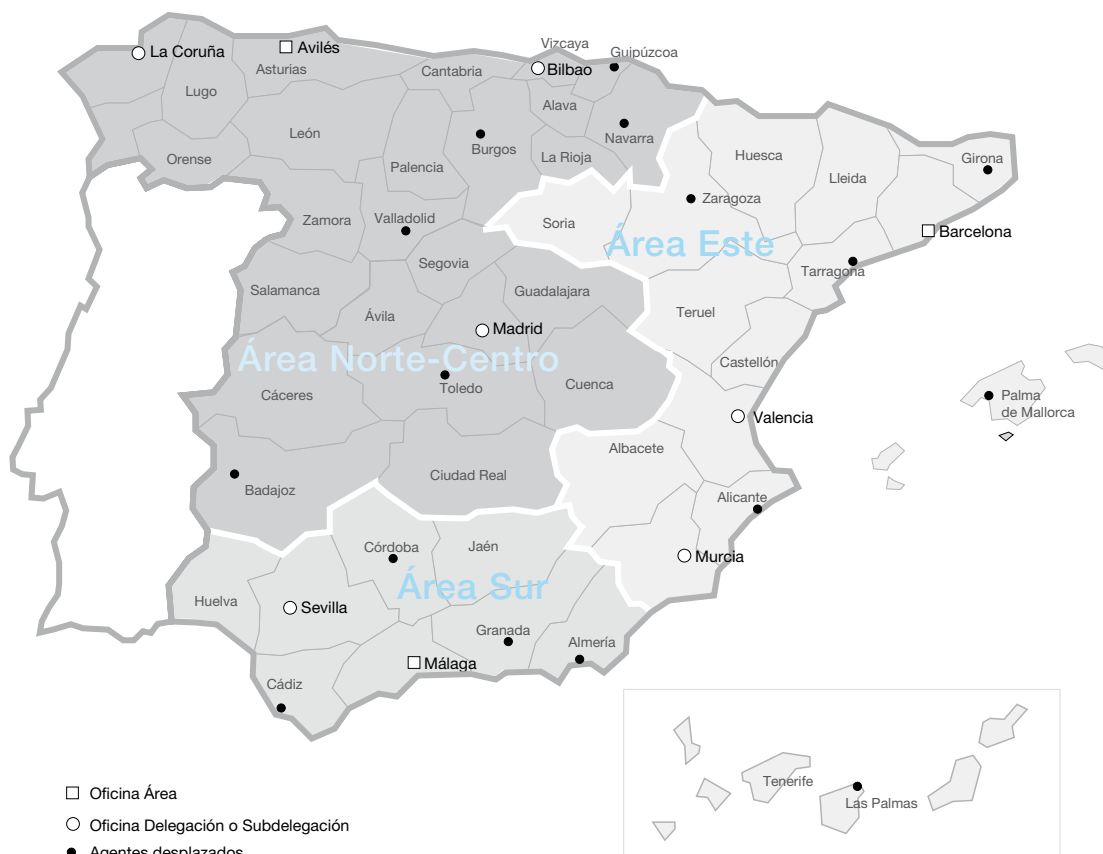 Vizcaya
Guipúzcoa
La Coruña
Avilés
Asturias
Cantabria
Bilbao
Lugo
Alava
León
Navarra
Burgos
Palencia
La Rioja
Orense
Huesca
Lleida
Girona
Zaragoza
Zamora
Valladolid
Soria
Barcelona
Área Este
Segovia
Tarragona
Salamanca
Guadalajara
Ávila
Teruel
Madrid
Área Norte-Centro
Castellón
Toledo
Cuenca
Cáceres
Palma
de Mallorca
Valencia
Albacete
Ciudad Real
Badajoz
Alicante
Córdoba
Jaén
Murcia
Área Sur
Huelva
Sevilla
Granada
Almería
Málaga
Cádiz
Tenerife
Las Palmas
Oficina Área
Oficina Delegación o Subdelegación
Agentes desplazados